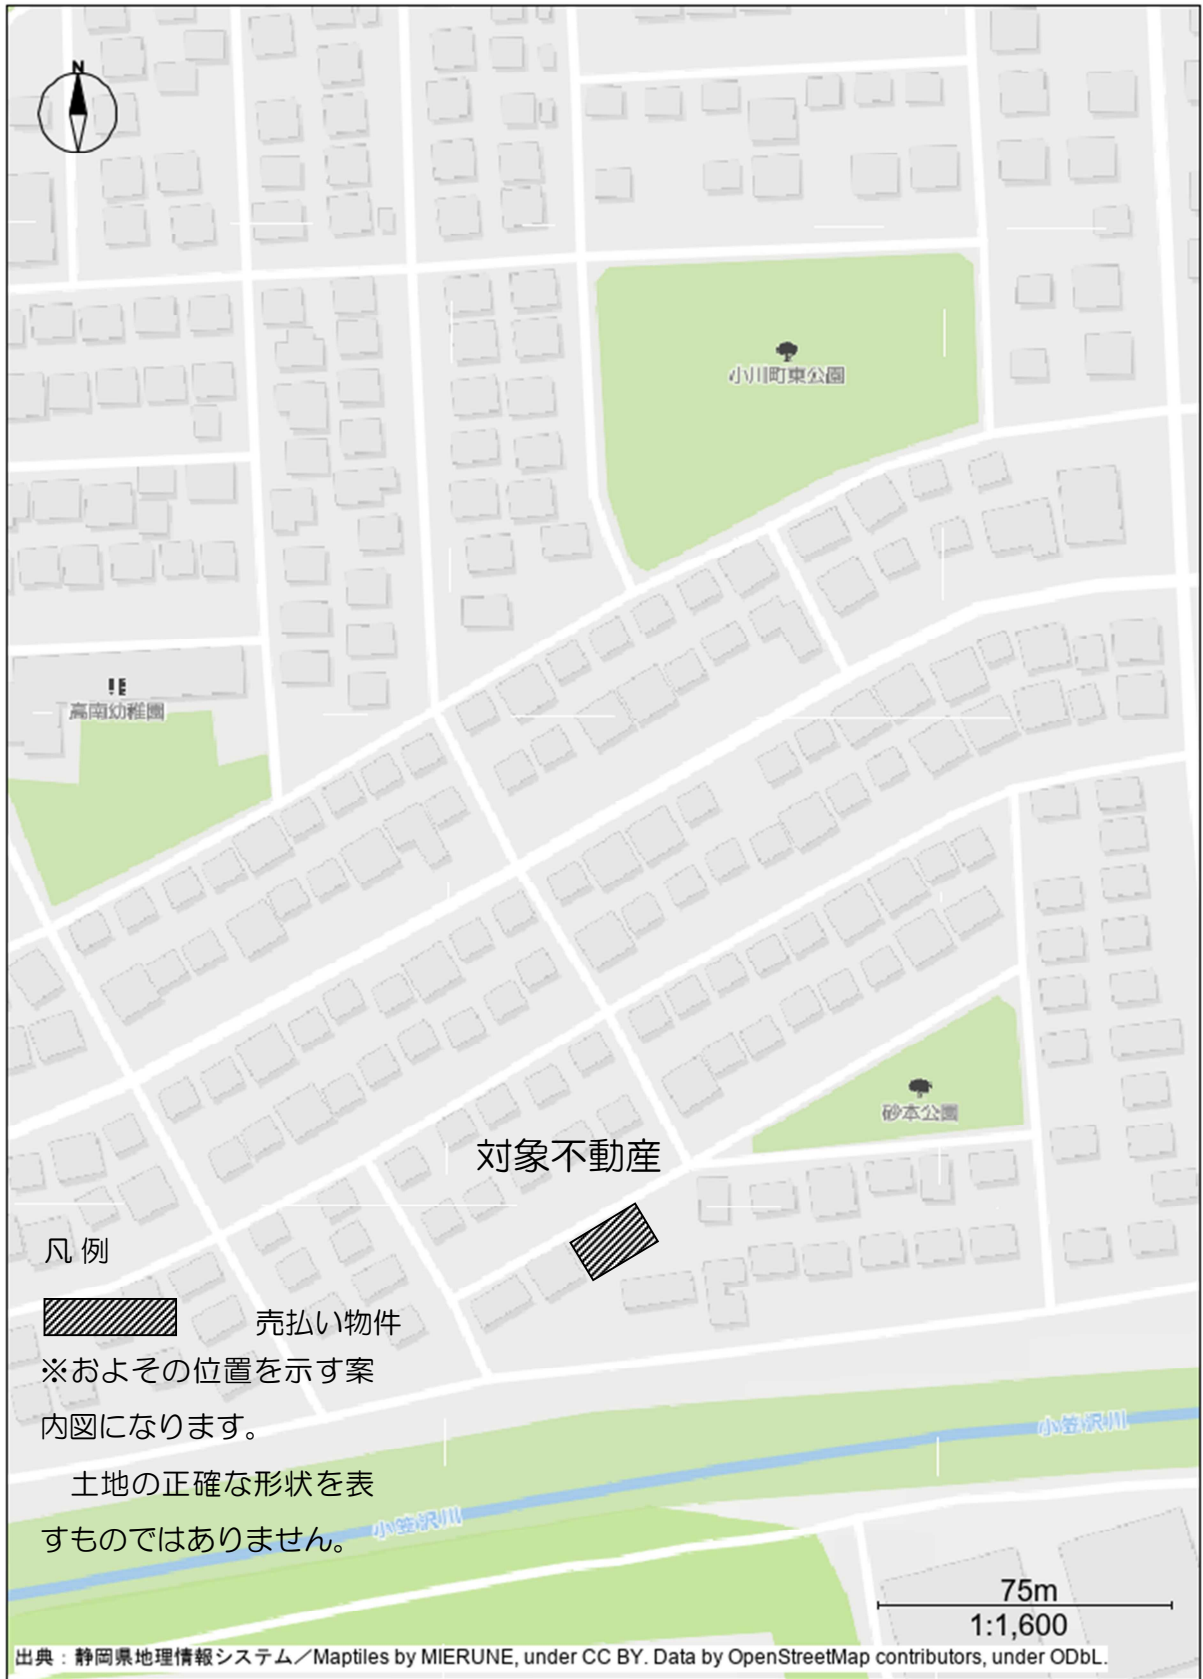 N
小川町東公園
高南幼稚園
砂本公園
対象不動産
凡例
売払い物件
※およその位置を示す案
内図になります。
土地の正確な形状を表
すものではありません。
小笠沢川
小笠沢川
75m
1:1,600
出典：静岡県地理情報システム／Maptiles by MIERUNE, under CC BY. Data by OpenStreetMap contributors, under ODbL.